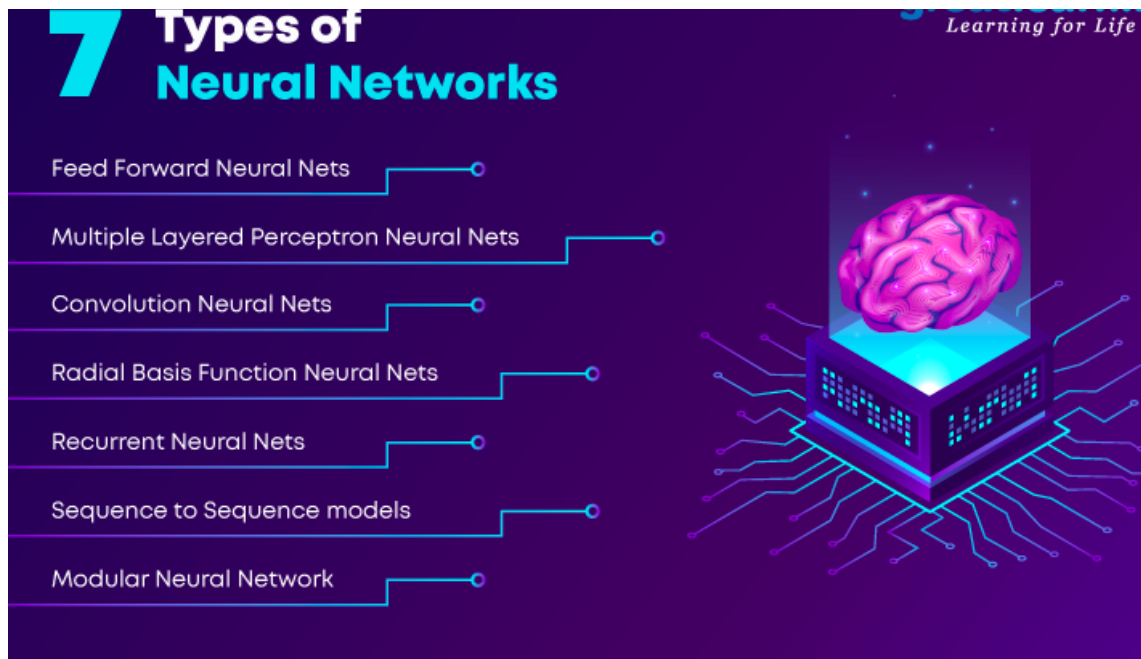 7 Types of
Neural Networks
Learning for Life
Feed Forward Neural Nets
Multiple Layered Perceptron Neural Nets
Convolution Neural Nets
Radial Basis Function Neural Nets
Recurrent Neural Nets
Sequence to Sequence models
Modular Neural Network